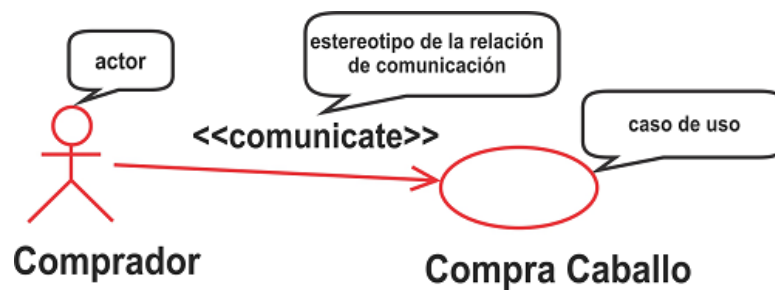 actor
estereotipo de la relación
de comunicación
<<comunicate>>
caso de uso
Comprador
Compra Caballo